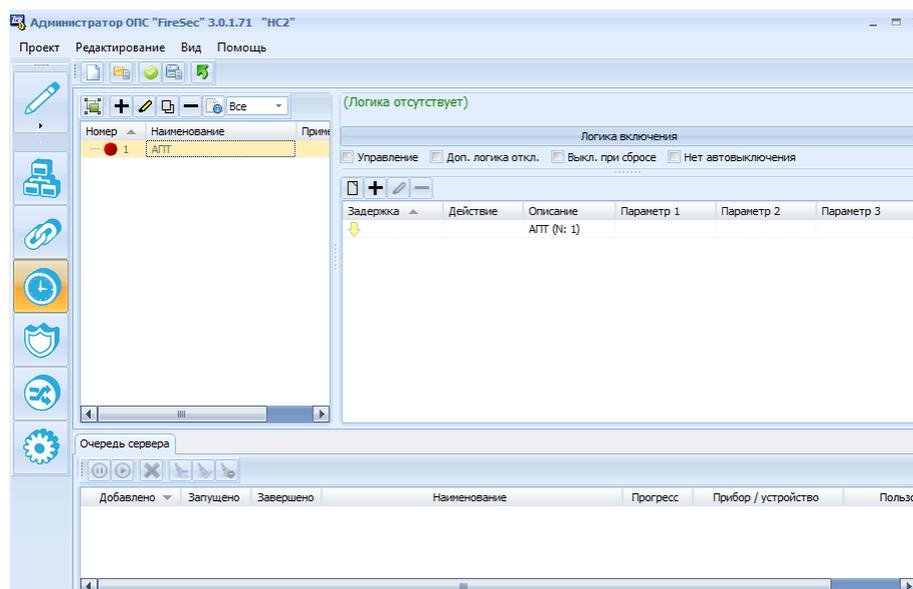 Администратор ОПС "FireSec" 3.0.1.71 "НС2"
Проект Редактирование Вид Помощь
Все
(Логика отсутствует)
Номер Наименование
1 АПТ
Логика включения
Управление Доп. логика откл. Выкл. при сбросе Нет автовыключения
Задержка Действие Описание Параметр 1 Параметр 2 Параметр 3
АПТ (N: 1)
Очередь сервера
Добавлено Запущено Завершено Наименование Прогресс Прибор / устройство